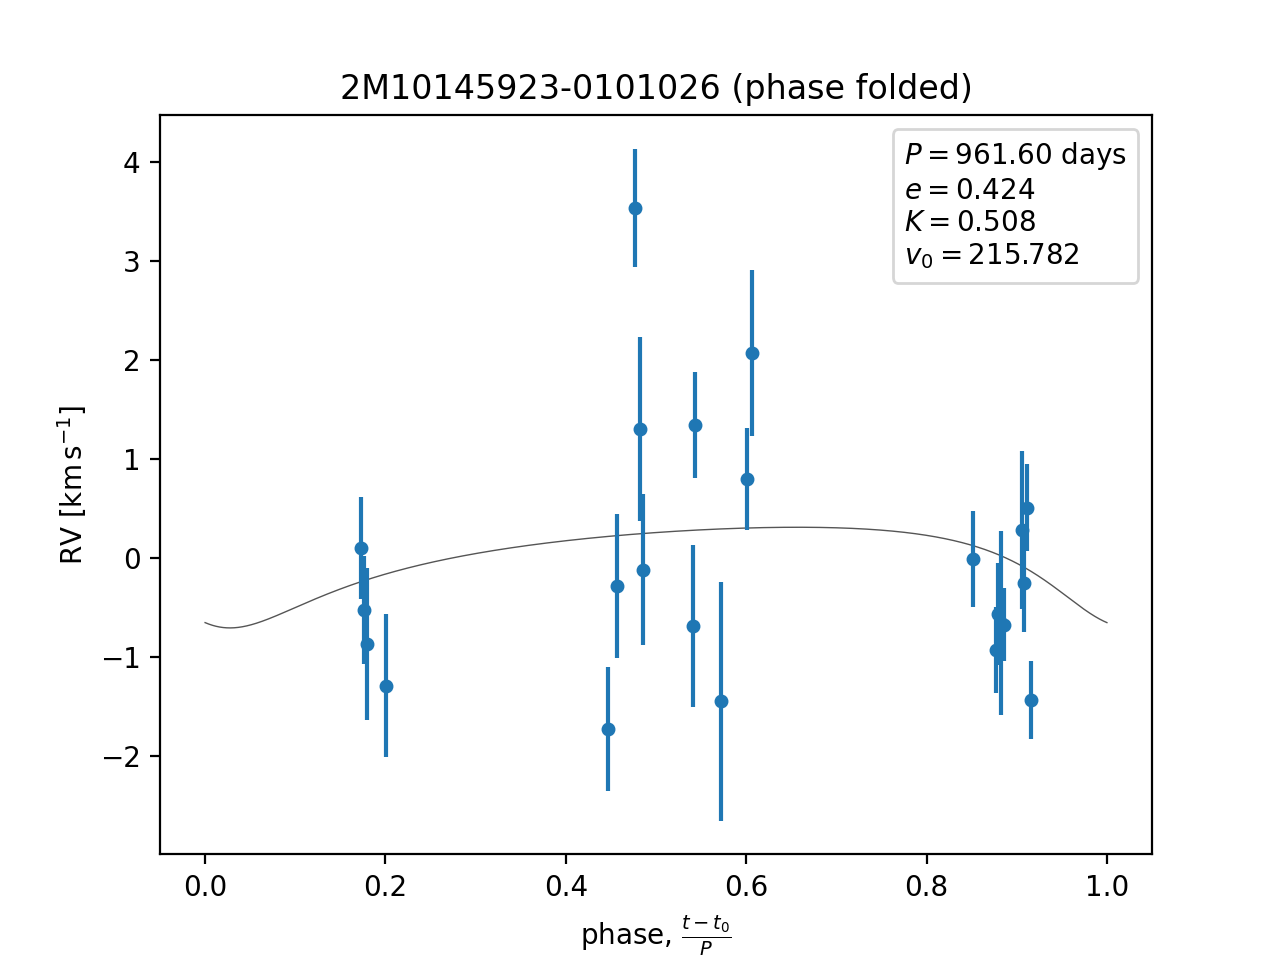 2M10145923-0101026 (phase folded)
P = 961.60 days
e = 0.424
K = 0.508
v₀ = 215.782
4
3
2
1
0
−1
−2
RV [km s⁻¹]
0.0 0.2 0.4 0.6 0.8 1.0
phase, (t − t₀)/P